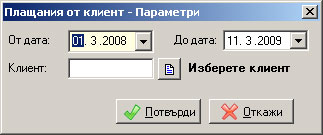 Плащания от клиент - Параметри
От дата: 01. 3 .2008 До дата: 11. 3 .2009
Клиент: Изберете клиент
Потвърди Откажи